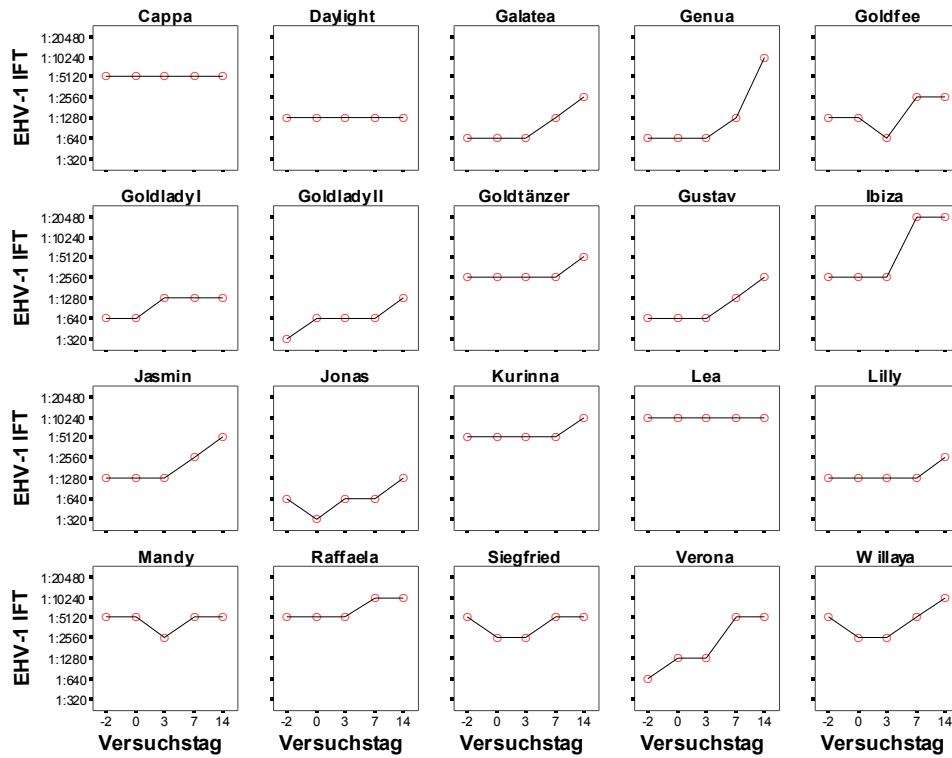 Cappa Daylight Galatea Genua Goldfee
EHV-1 IFT
1:20480
1:10240
1:5120
1:2560
1:1280
1:640
1:320
Goldlady I Goldlady II Goldtänzer Gustav Ibiza
EHV-1 IFT
1:20480
1:10240
1:5120
1:2560
1:1280
1:640
1:320
Jasmin Jonas Kurinna Lea Lilly
EHV-1 IFT
1:20480
1:10240
1:5120
1:2560
1:1280
1:640
1:320
Mandy Raffaela Siegfried Verona Willaya
EHV-1 IFT
1:20480
1:10240
1:5120
1:2560
1:1280
1:640
1:320
-2 0 3 7 14 -2 0 3 7 14 -2 0 3 7 14 -2 0 3 7 14 -2 0 3 7 14
Versuchstag Versuchstag Versuchstag Versuchstag Versuchstag